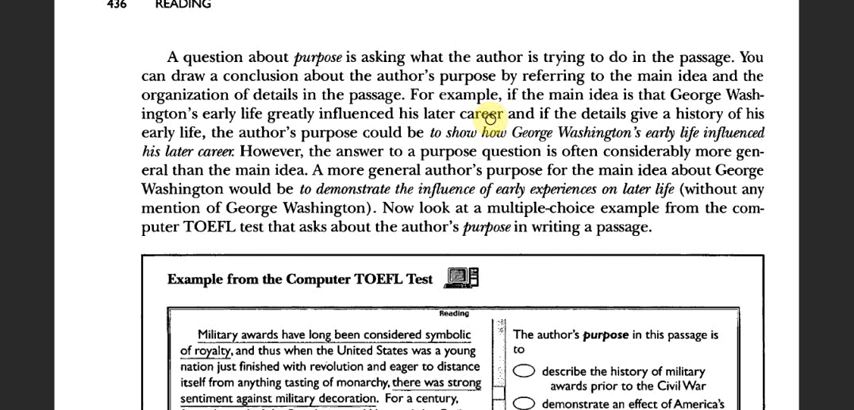 436 READING
A question about purpose is asking what the author is trying to do in the passage. You
can draw a conclusion about the author's purpose by referring to the main idea and the
organization of details in the passage. For example, if the main idea is that George Wash-
ington's early life greatly influenced his later career and if the details give a history of his
early life, the author's purpose could be to show how George Washington's early life influenced
his later career. However, the answer to a purpose question is often considerably more gen-
eral than the main idea. A more general author's purpose for the main idea about George
Washington would be to demonstrate the influence of early experiences on later life (without any
mention of George Washington). Now look at a multiple-choice example from the com-
puter TOEFL test that asks about the author's purpose in writing a passage.
Example from the Computer TOEFL Test
Reading
Military awards have long been considered symbolic
of royalty, and thus when the United States was a young
nation just finished with revolution and eager to distance
itself from anything tasting of monarchy, there was strong
sentiment against military decoration. For a century,
The author's purpose in this passage is
to
describe the history of military
awards prior to the Civil War
demonstrate an effect of America's